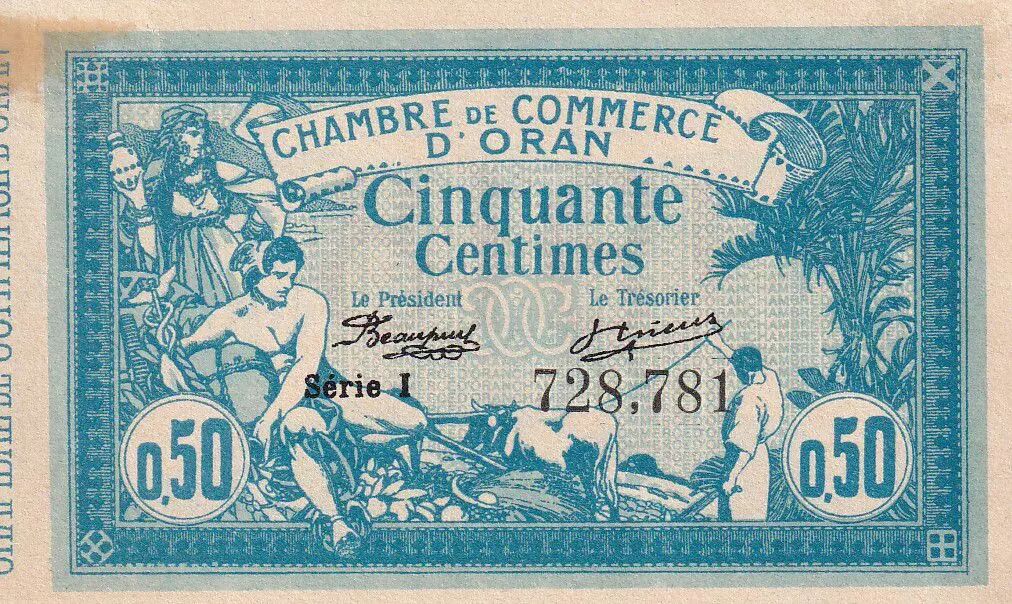 CHAMBRE DE COMMERCE
D'ORAN
Cinquante
Centimes
Le Président
Le Trésorier
Série I
728,781
0,50
0,50